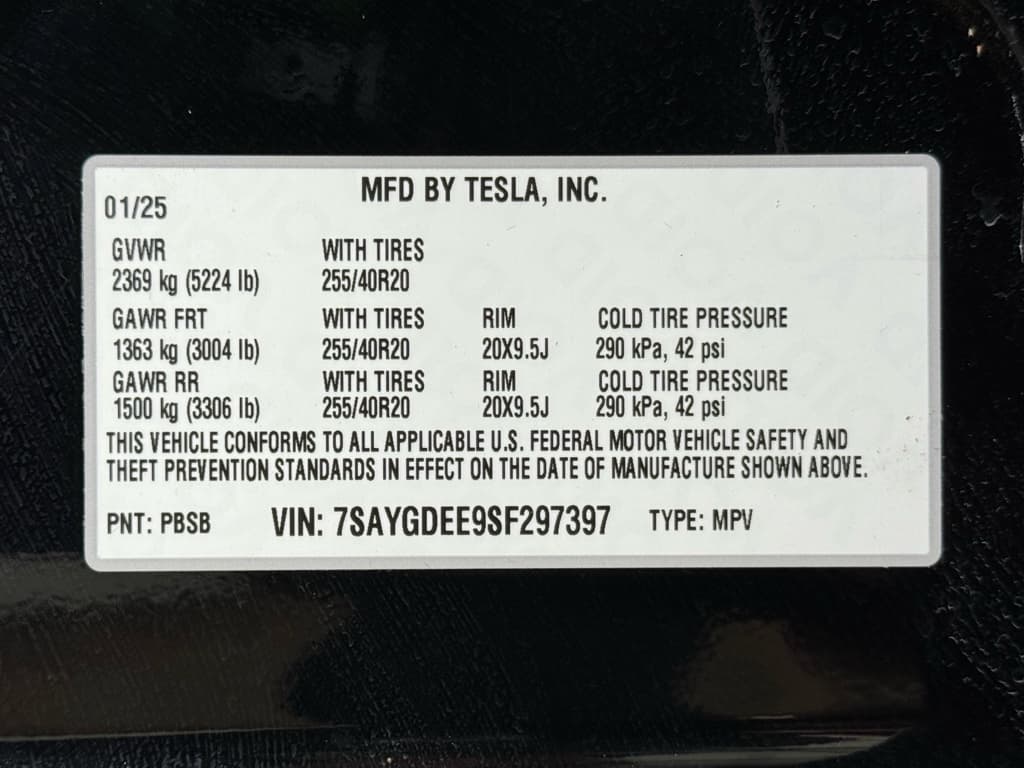 MFD BY TESLA, INC.
01/25
GVWR WITH TIRES
2369 kg (5224 lb) 255/40R20
GAWR FRT WITH TIRES RIM COLD TIRE PRESSURE
1363 kg (3004 lb) 255/40R20 20X9.5J 290 kPa, 42 psi
GAWR RR WITH TIRES RIM COLD TIRE PRESSURE
1500 kg (3306 lb) 255/40R20 20X9.5J 290 kPa, 42 psi
THIS VEHICLE CONFORMS TO ALL APPLICABLE U.S. FEDERAL MOTOR VEHICLE SAFETY AND
THEFT PREVENTION STANDARDS IN EFFECT ON THE DATE OF MANUFACTURE SHOWN ABOVE.
PNT: PBSB VIN: 7SAYGDEE9SF297397 TYPE: MPV